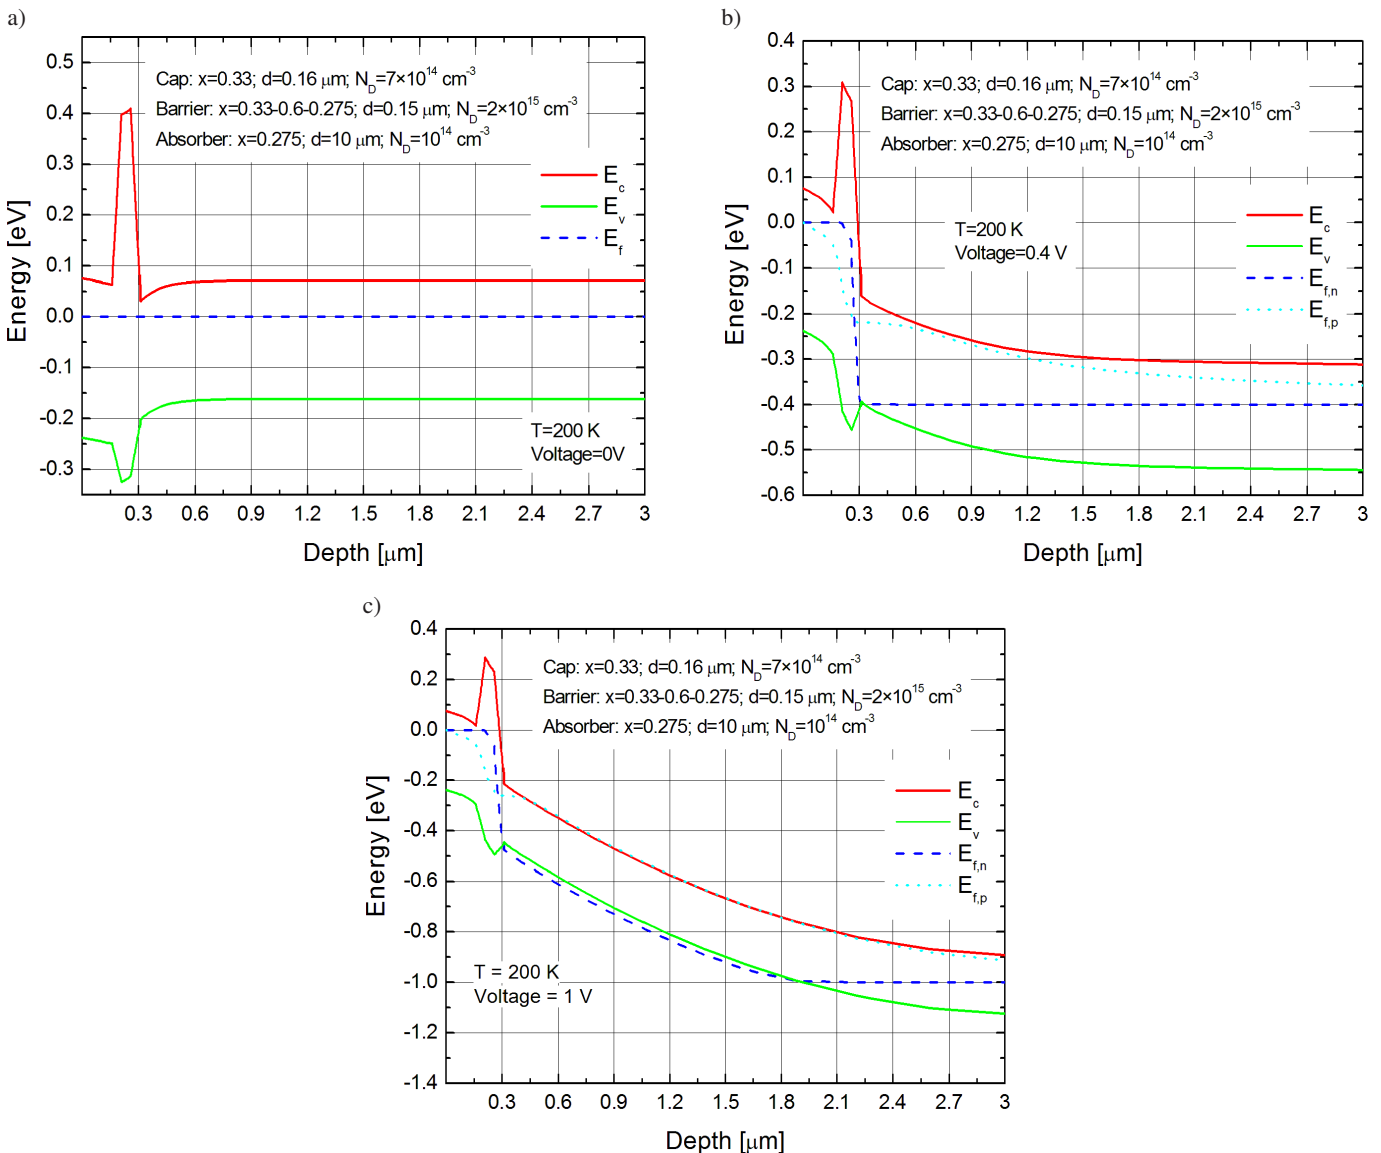 a)
Energy [eV]
0.5
0.4
0.3
0.2
0.1
0.0
-0.1
-0.2
-0.3
Cap: x=0.33; d=0.16 μm; N_D=7×10^14 cm^-3
Barrier: x=0.33-0.6-0.275; d=0.15 μm; N_D=2×10^15 cm^-3
Absorber: x=0.275; d=10 μm; N_D=10^14 cm^-3
E_c
E_v
E_f
T=200 K
Voltage=0V
0.3 0.6 0.9 1.2 1.5 1.8 2.1 2.4 2.7 3
Depth [μm]
b)
Energy [eV]
0.4
0.3
0.2
0.1
0.0
-0.1
-0.2
-0.3
-0.4
-0.5
-0.6
Cap: x=0.33; d=0.16 μm; N_D=7×10^14 cm^-3
Barrier: x=0.33-0.6-0.275; d=0.15 μm; N_D=2×10^15 cm^-3
Absorber: x=0.275; d=10 μm; N_D=10^14 cm^-3
T=200 K
Voltage=0.4 V
E_c
E_v
E_f,n
E_f,p
0.3 0.6 0.9 1.2 1.5 1.8 2.1 2.4 2.7 3
Depth [μm]
c)
Energy [eV]
0.4
0.2
0.0
-0.2
-0.4
-0.6
-0.8
-1.0
-1.2
-1.4
Cap: x=0.33; d=0.16 μm; N_D=7×10^14 cm^-3
Barrier: x=0.33-0.6-0.275; d=0.15 μm; N_D=2×10^15 cm^-3
Absorber: x=0.275; d=10 μm; N_D=10^14 cm^-3
E_c
E_v
E_f,n
E_f,p
T = 200 K
Voltage = 1 V
0.3 0.6 0.9 1.2 1.5 1.8 2.1 2.4 2.7 3
Depth [μm]